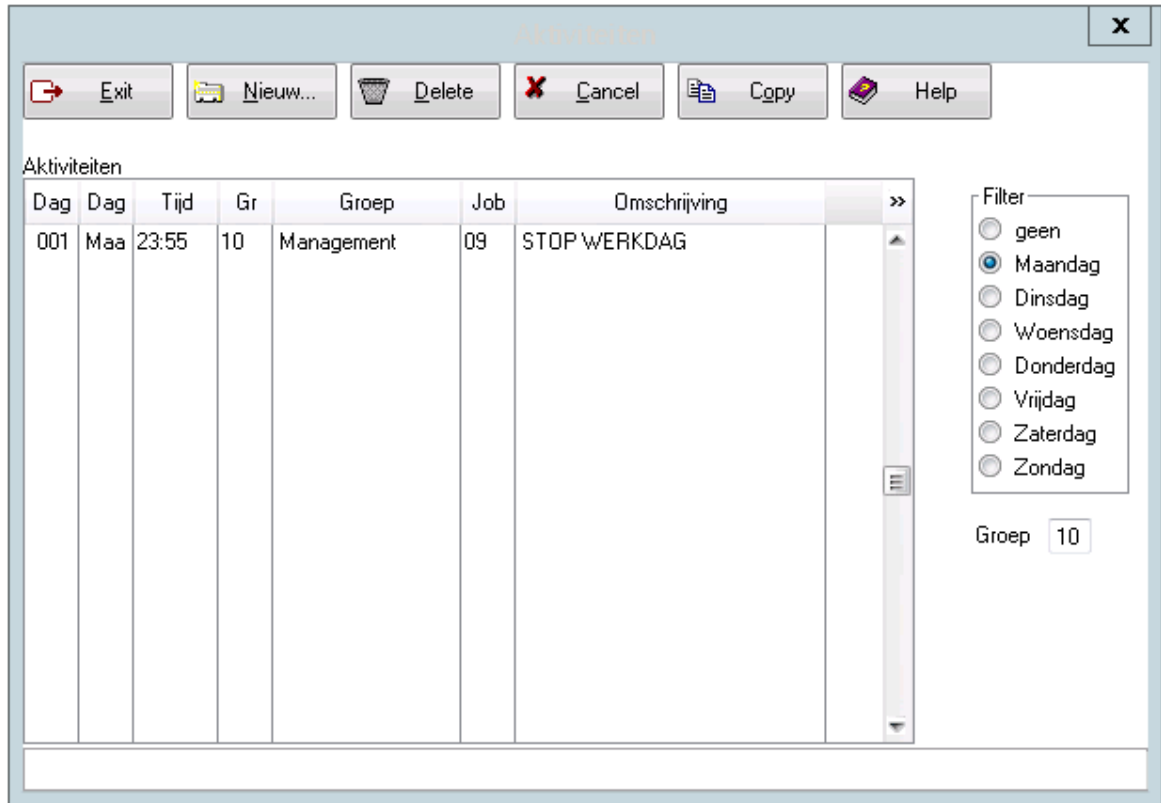 Aktiviteiten
x
Exit Nieuw... Delete Cancel Copy Help
Aktiviteiten
Dag Dag Tijd Gr Groep Job Omschrijving »
001 Maa 23:55 10 Management 09 STOP WERKDAG
Filter
geen
Maandag
Dinsdag
Woensdag
Donderdag
Vrijdag
Zaterdag
Zondag
Groep 10